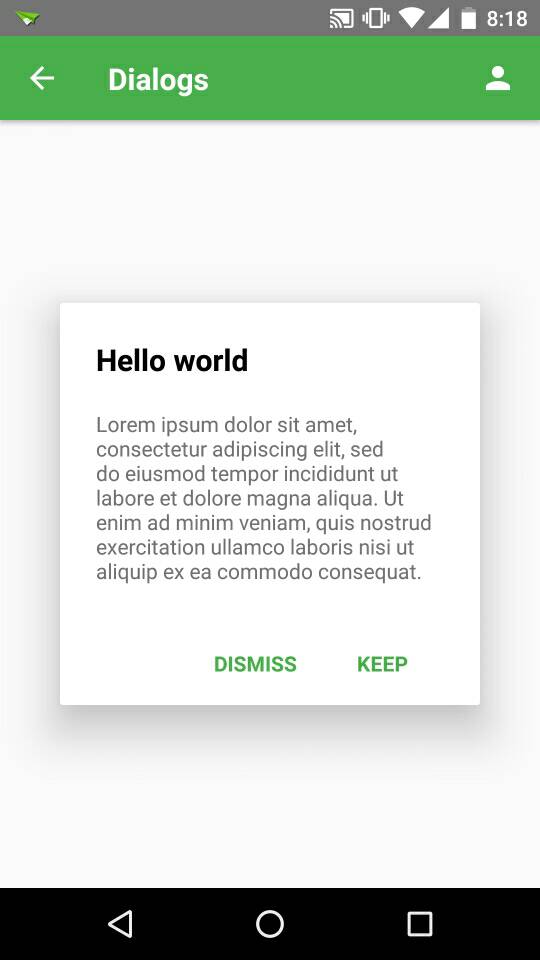 8:18
Dialogs
Hello world
Lorem ipsum dolor sit amet,
consectetur adipiscing elit, sed
do eiusmod tempor incididunt ut
labore et dolore magna aliqua. Ut
enim ad minim veniam, quis nostrud
exercitation ullamco laboris nisi ut
aliquip ex ea commodo consequat.
DISMISS KEEP